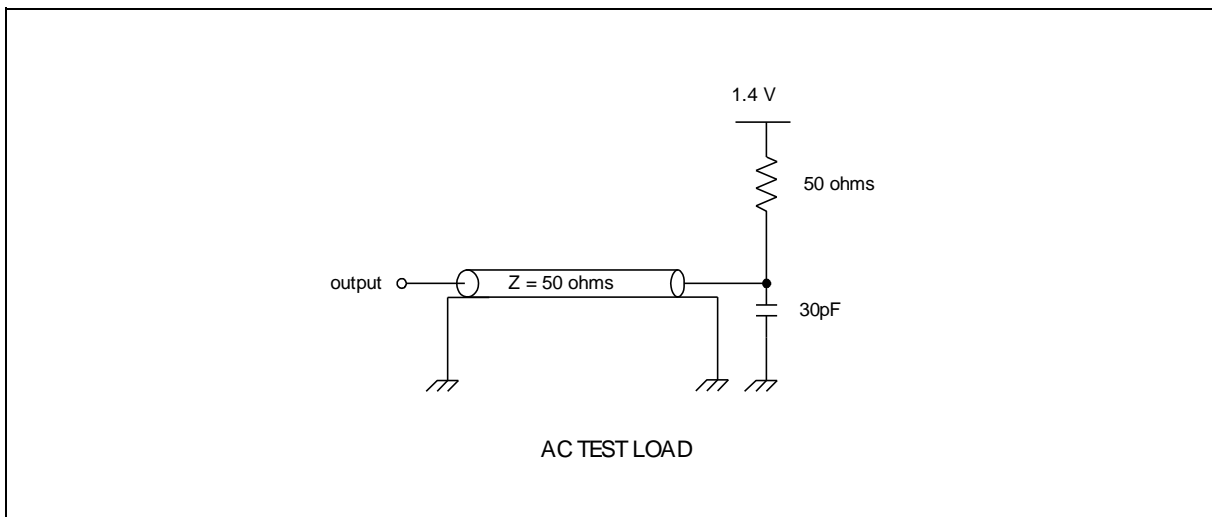 1.4 V
50 ohms
output
Z = 50 ohms
30pF
AC TEST LOAD